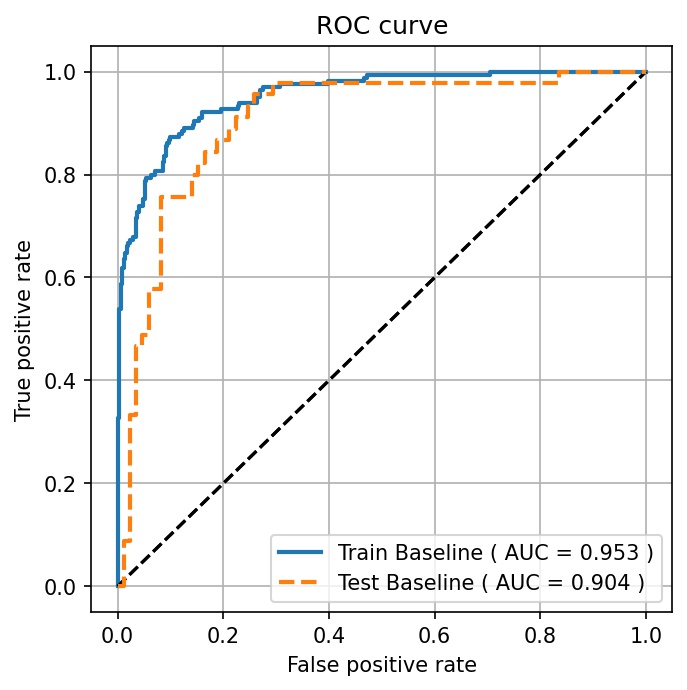 ROC curve
1.0
0.8
0.6
0.4
0.2
0.0
True positive rate
Train Baseline ( AUC = 0.953 )
Test Baseline ( AUC = 0.904 )
0.0 0.2 0.4 0.6 0.8 1.0
False positive rate